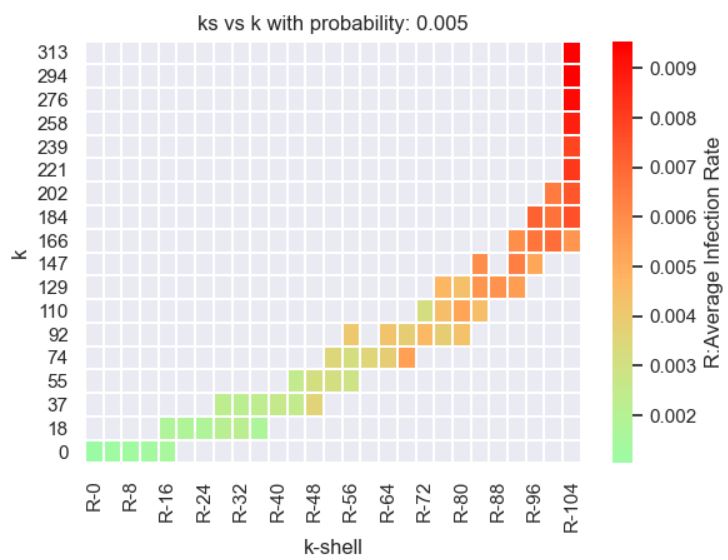 ks vs k with probability: 0.005
313
294
276
258
239
221
202
184
166
147
129
110
92
74
55
37
18
0
k
R-0
R-8
R-16
R-24
R-32
R-40
R-48
R-56
R-64
R-72
R-80
R-88
R-96
R-104
k-shell
0.009
0.008
0.007
0.006
0.005
0.004
0.003
0.002
R:Average Infection Rate